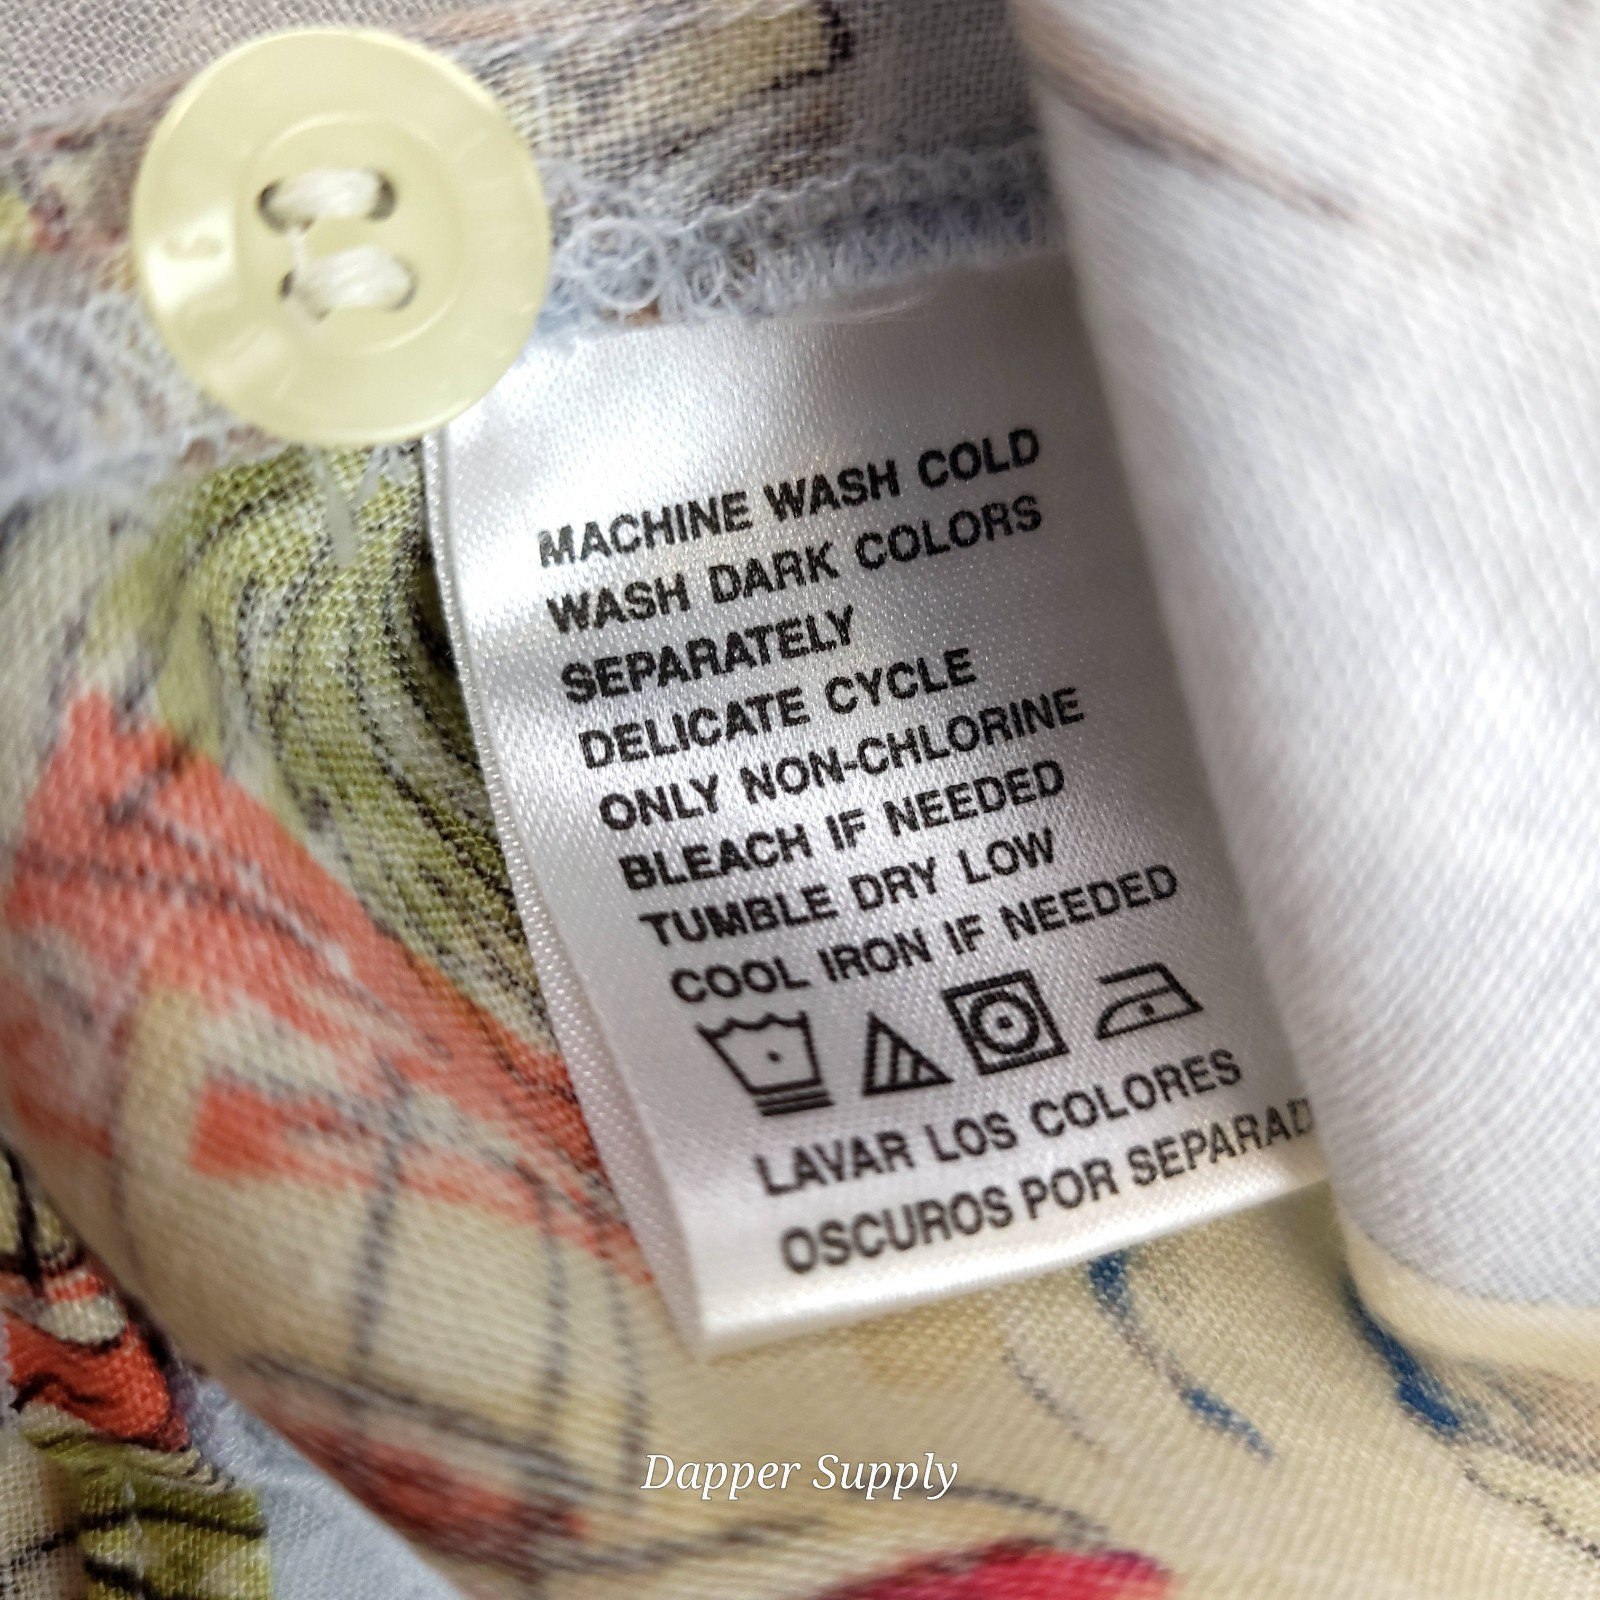 MACHINE WASH COLD
WASH DARK COLORS
SEPARATELY
DELICATE CYCLE
ONLY NON-CHLORINE
BLEACH IF NEEDED
TUMBLE DRY LOW
COOL IRON IF NEEDED
LAVAR LOS COLORES
OSCUROS POR SEPARAD
Dapper Supply